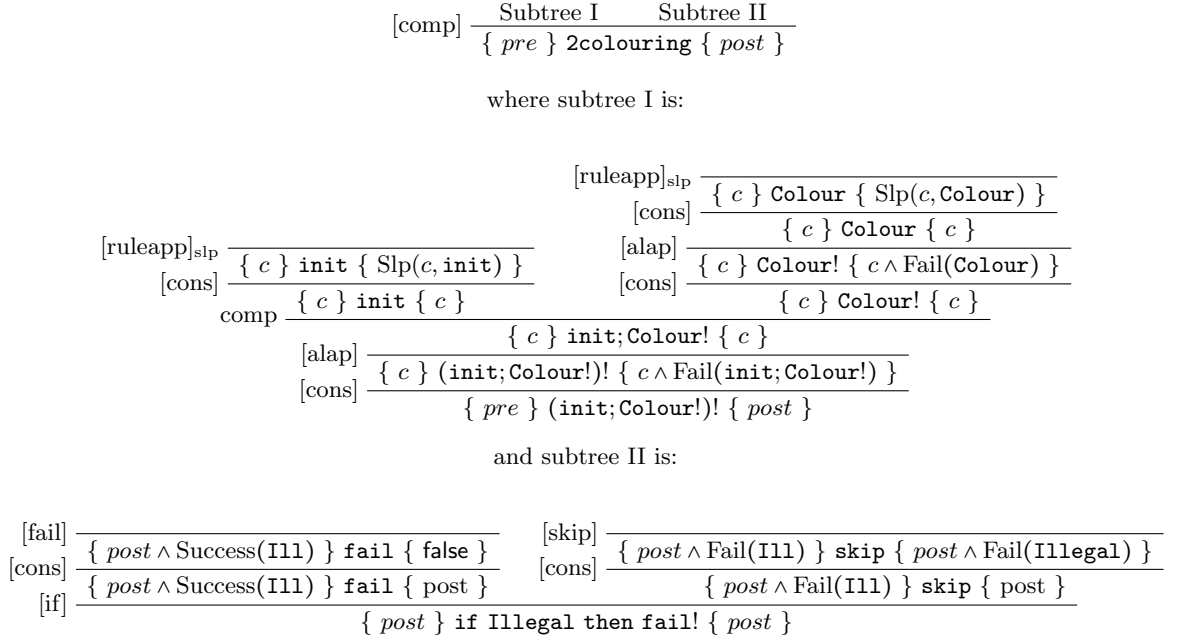 Subtree I Subtree II
[comp]
{ pre } 2colouring { post }
where subtree I is:
[ruleapp]slp
{ c } Colour { Slp(c, Colour) }
[cons]
{ c } Colour { c }
[ruleapp]slp
[alap]
{ c } init { Slp(c, init) }
{ c } Colour! { c ∧ Fail(Colour) }
[cons]
[cons]
{ c } init { c }
{ c } Colour! { c }
comp
{ c } init; Colour! { c }
[alap]
{ c } (init; Colour!)! { c ∧ Fail(init; Colour!) }
[cons]
{ pre } (init; Colour!)! { post }
and subtree II is:
[fail] [skip]
{ post ∧ Success(Ill) } fail { false } { post ∧ Fail(Ill) } skip { post ∧ Fail(Illegal) }
[cons] [cons]
{ post ∧ Success(Ill) } fail { post } { post ∧ Fail(Ill) } skip { post }
[if]
{ post } if Illegal then fail! { post }